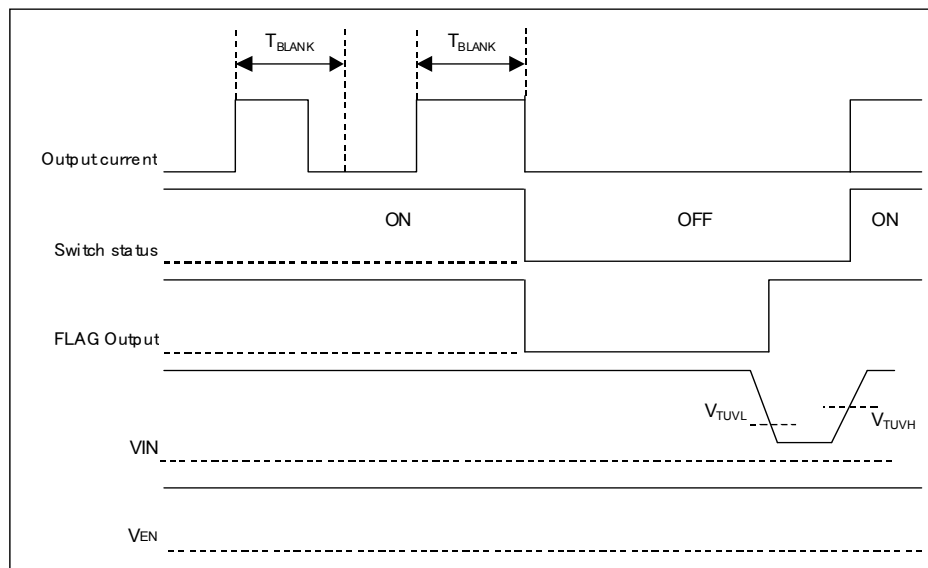 TBLANK TBLANK
Output current
ON OFF ON
Switch status
FLAG Output
VTUVL VTUVH
VIN
VEN